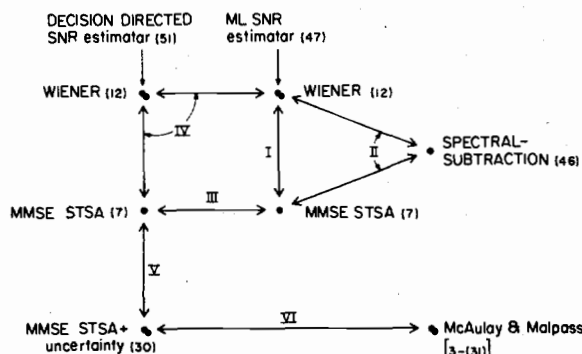 DECISION DIRECTED
SNR estimatar (51)
ML SNR
estimatar (47)
WIENER (12)
WIENER (12)
IV
I
II
SPECTRAL-
SUBTRACTION (46)
III
MMSE STSA (7)
MMSE STSA (7)
V
VI
MMSE STSA+
uncertainty (30)
McAulay & Malpass
[3-(31)]